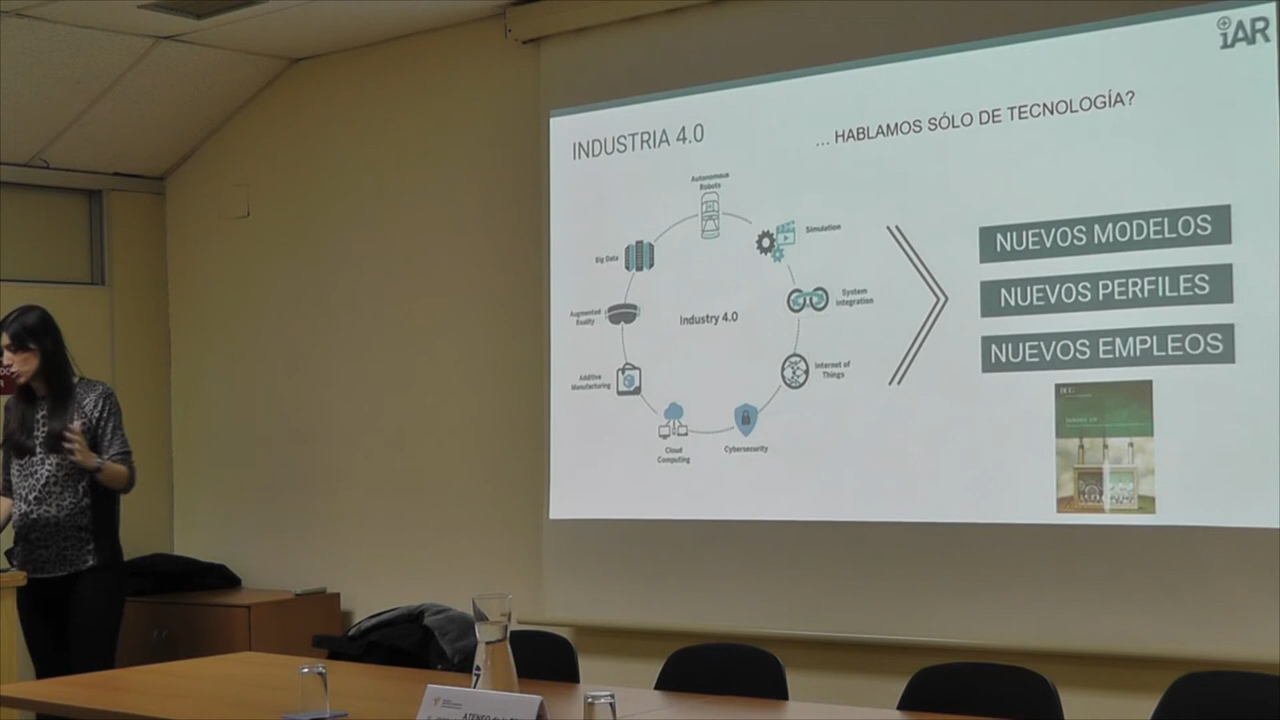 iAR
INDUSTRIA 4.0
... HABLAMOS SÓLO DE TECNOLOGÍA?
Autonomous
Robots
Simulation
Big Data
System
Integration
Augmented
Reality
Industry 4.0
Internet of
Things
Additive
Manufacturing
Cloud
Computing
Cybersecurity
NUEVOS MODELOS
NUEVOS PERFILES
NUEVOS EMPLEOS
ATENEO